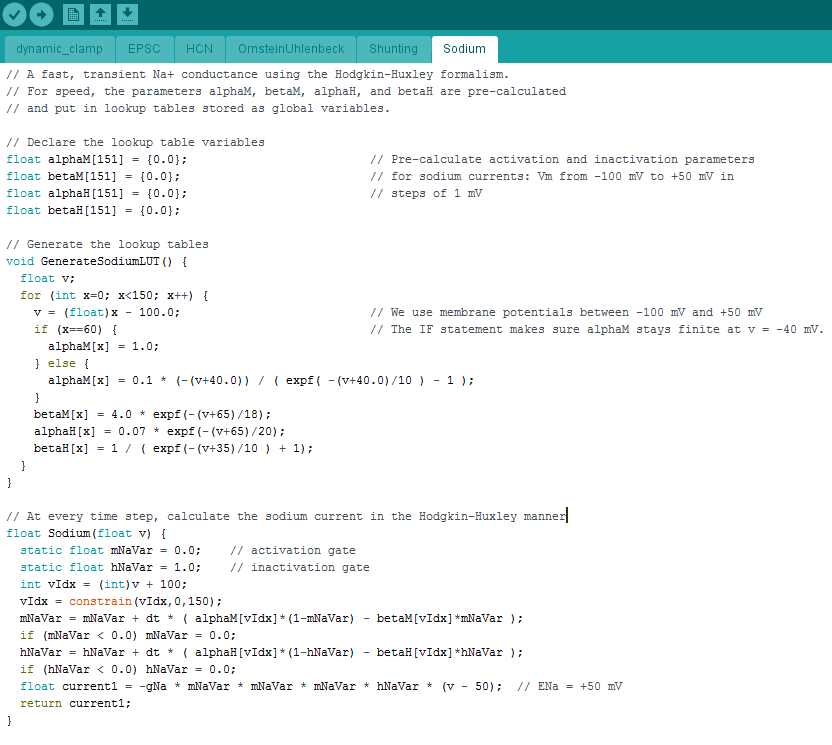 dynamic_clamp EPSC HCN OrnsteinUhlenbeck Shunting Sodium
// A fast, transient Na+ conductance using the Hodgkin-Huxley formalism.
// For speed, the parameters alphaM, betaM, alphaH, and betaH are pre-calculated
// and put in lookup tables stored as global variables.

// Declare the lookup table variables
float alphaM[151] = {0.0};                          // Pre-calculate activation and inactivation parameters
float betaM[151] = {0.0};                           // for sodium currents: Vm from -100 mV to +50 mV in
float alphaH[151] = {0.0};                          // steps of 1 mV
float betaH[151] = {0.0};

// Generate the lookup tables
void GenerateSodiumLUT() {
  float v;
  for (int x=0; x<150; x++) {
    v = (float)x - 100.0;                           // We use membrane potentials between -100 mV and +50 mV
    if (x==60) {                                    // The IF statement makes sure alphaM stays finite at v = -40 mV.
      alphaM[x] = 1.0;
    } else {
      alphaM[x] = 0.1 * (-(v+40.0)) / ( expf( -(v+40.0)/10 ) - 1 );
    }
    betaM[x] = 4.0 * expf(-(v+65)/18);
    alphaH[x] = 0.07 * expf(-(v+65)/20);
    betaH[x] = 1 / ( expf(-(v+35)/10 ) + 1);
  }
}

// At every time step, calculate the sodium current in the Hodgkin-Huxley manner
float Sodium(float v) {
  static float mNaVar = 0.0;    // activation gate
  static float hNaVar = 1.0;    // inactivation gate
  int vIdx = (int)v + 100;
  vIdx = constrain(vIdx,0,150);
  mNaVar = mNaVar + dt * ( alphaM[vIdx]*(1-mNaVar) - betaM[vIdx]*mNaVar );
  if (mNaVar < 0.0) mNaVar = 0.0;
  hNaVar = hNaVar + dt * ( alphaH[vIdx]*(1-hNaVar) - betaH[vIdx]*hNaVar );
  if (hNaVar < 0.0) hNaVar = 0.0;
  float current1 = -gNa * mNaVar * mNaVar * mNaVar * hNaVar * (v - 50);  // ENa = +50 mV
  return current1;
}